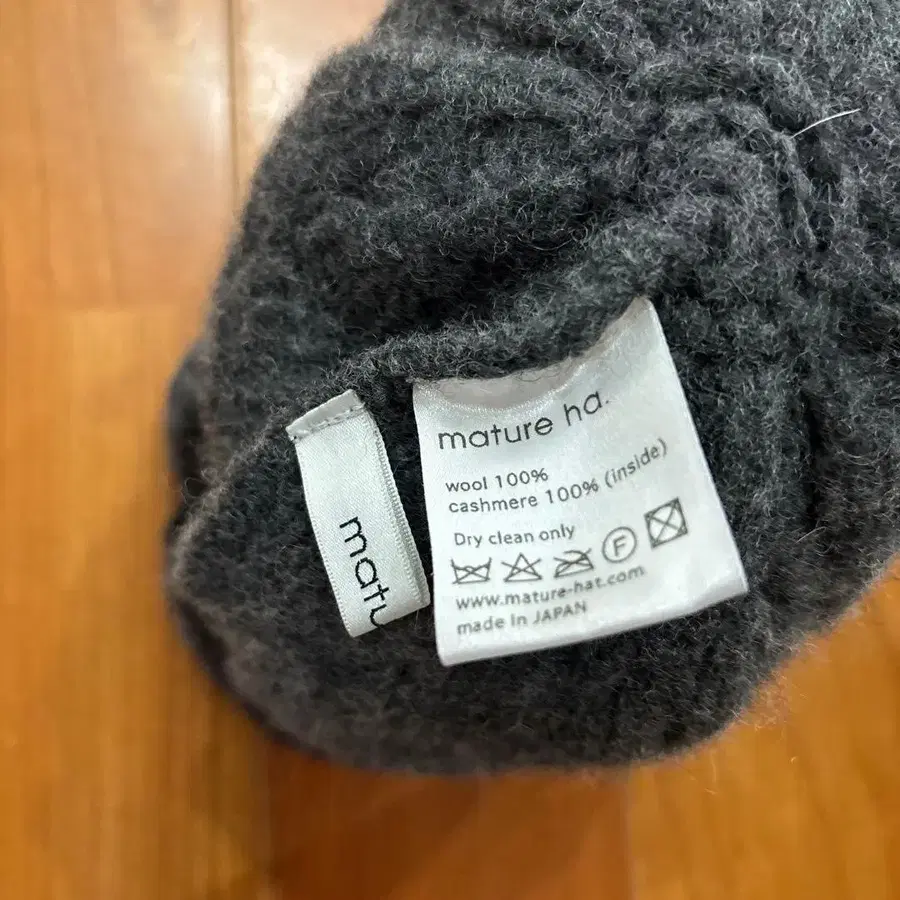 matu
mature ha.
wool 100%
cashmere 100% (inside)
Dry clean only
F
www.mature-hat.com
made In JAPAN